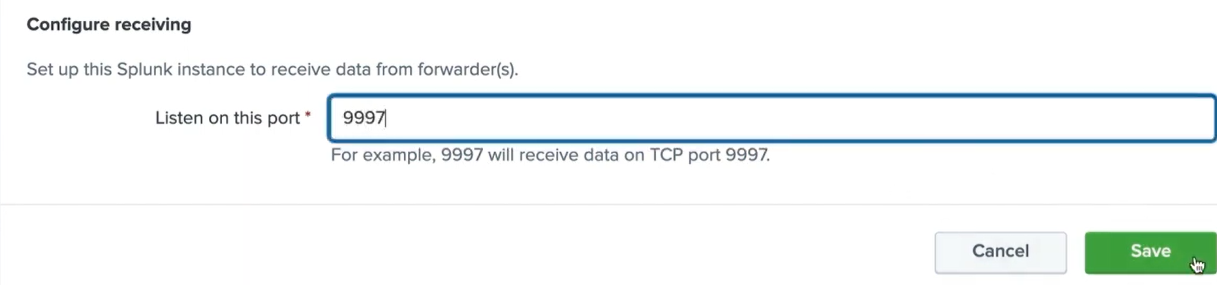 Configure receiving
Set up this Splunk instance to receive data from forwarder(s).
Listen on this port * 9997
For example, 9997 will receive data on TCP port 9997.
Cancel Save